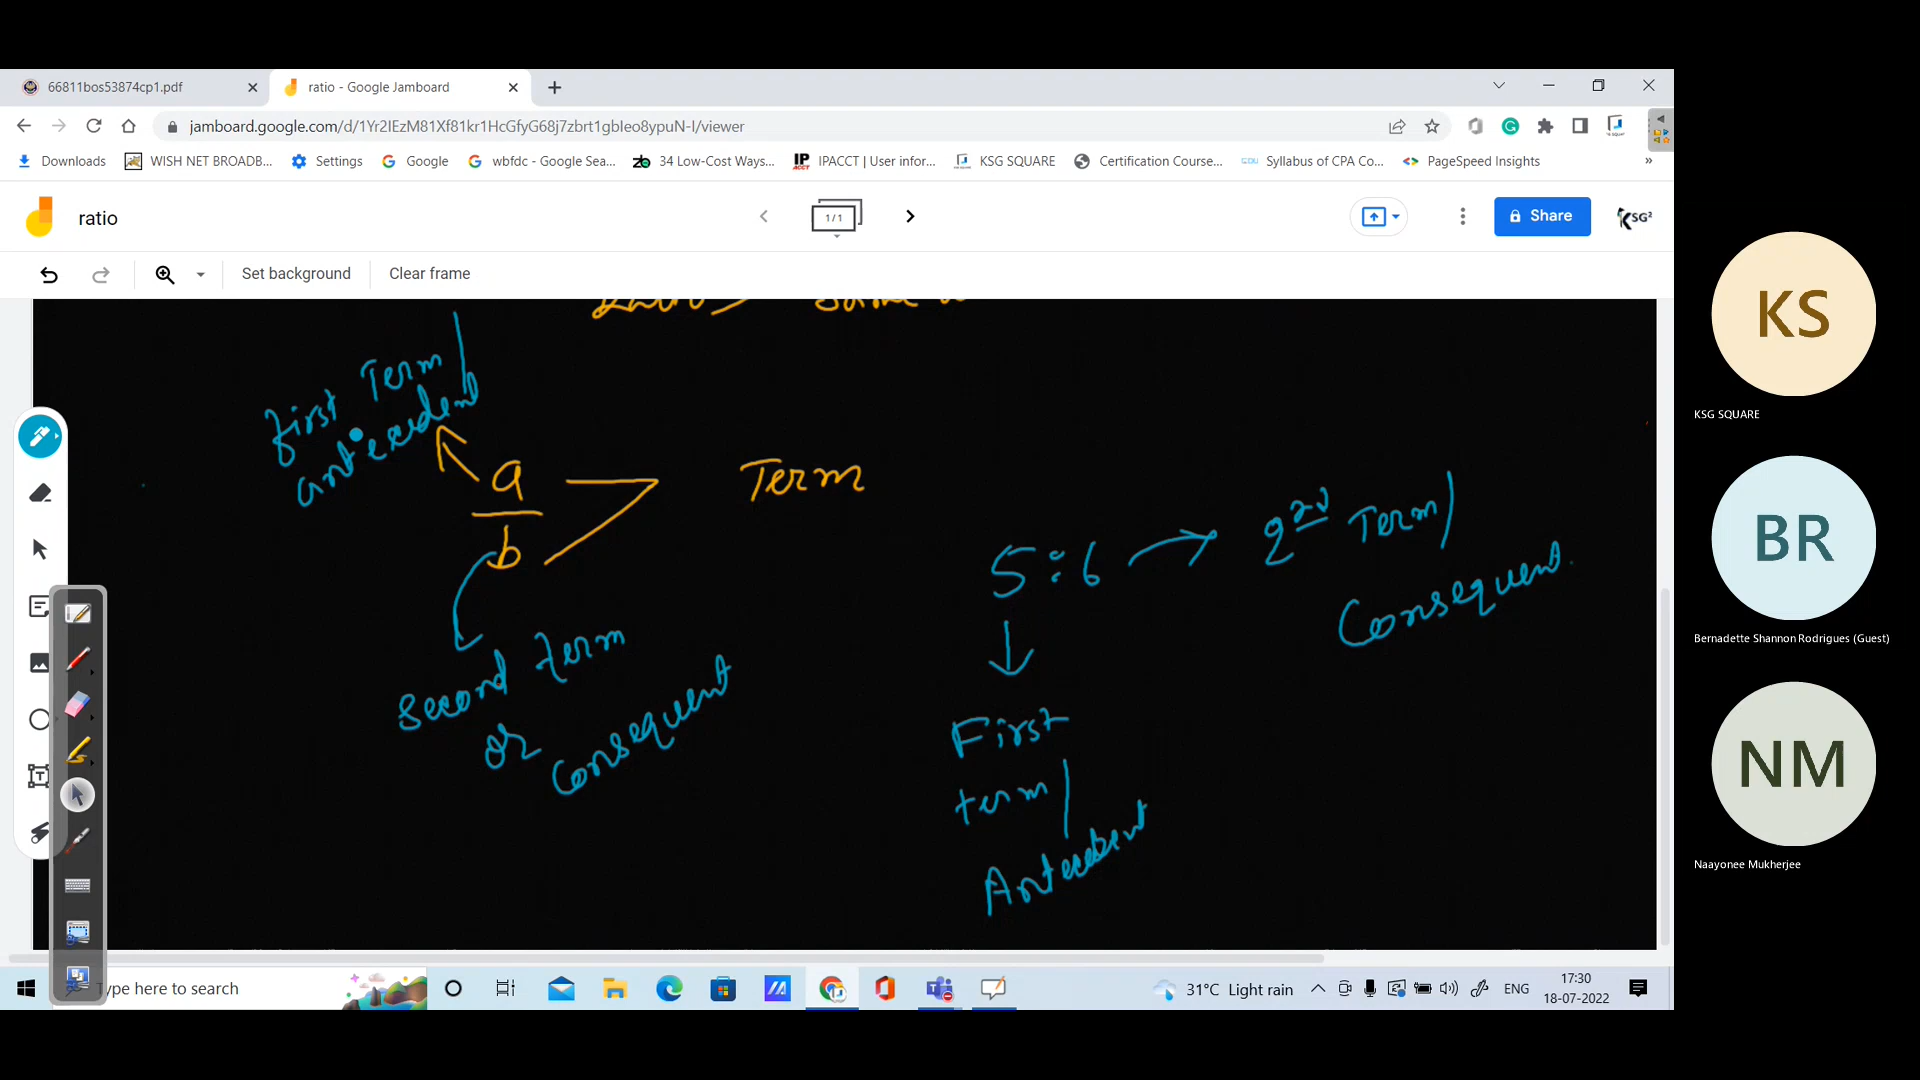 66811bos53874cp1.pdf
ratio - Google Jamboard
jamboard.google.com/d/1Yr2IEzM81Xf81kr1HcGfyG68j7zbrt1gbIeo8ypuN-I/viewer
Downloads WISH NET BROADB... Settings Google wbfdc - Google Sea... 34 Low-Cost Ways... IPACCT | User infor... KSG SQUARE Certification Course... Syllabus of CPA Co... PageSpeed Insights »
ratio
1/1
Share
KSG²
Set background Clear frame
first Term/
a
b
Term
second term
or
Consequent
5:6
2nd Term/
Consequent
First
term/
KS
KSG SQUARE
BR
Bernadette Shannon Rodrigues (Guest)
NM
Naayonee Mukherjee
Type here to search
31°C Light rain
ENG
17:30
18-07-2022